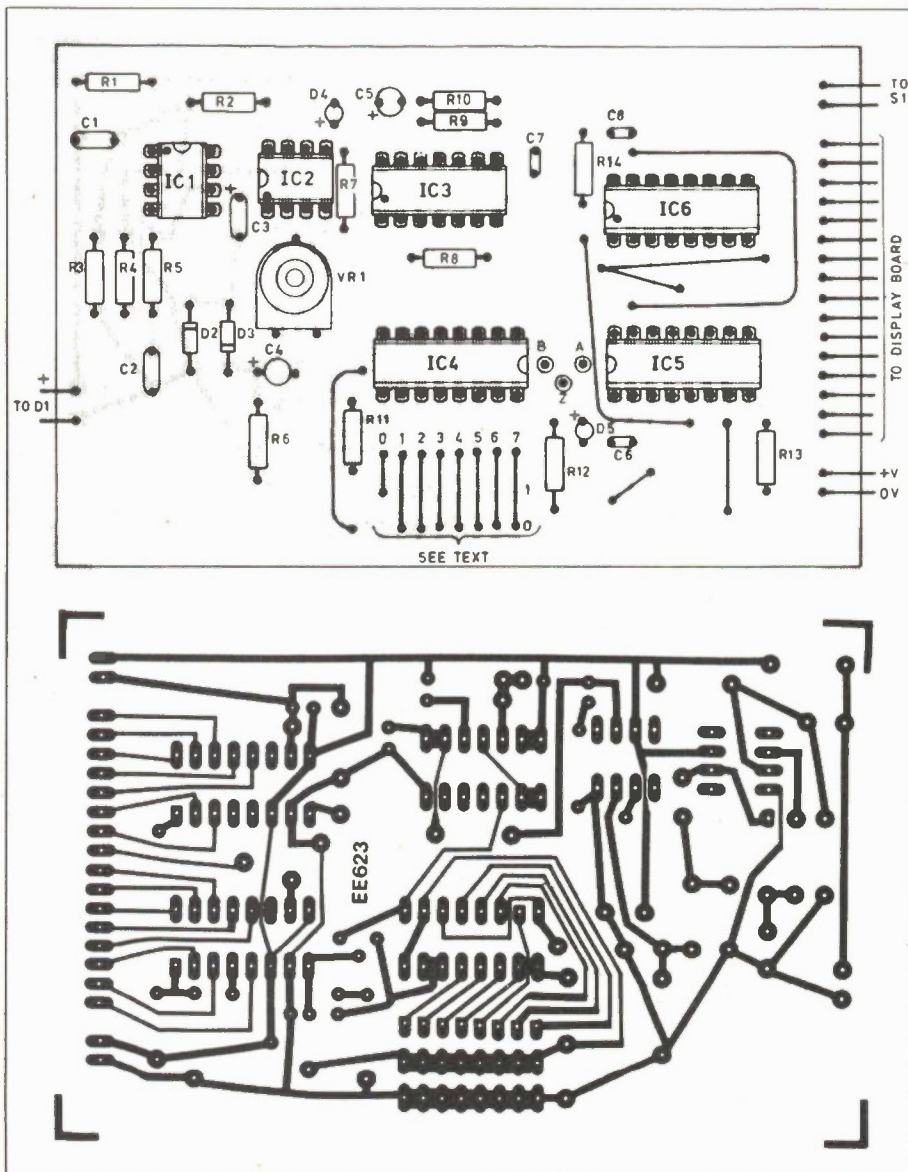 R1
R2
D4
C5
R10
R9
C1
C7
C8
R14
TO
S1
IC1
IC2
R7
IC3
IC6
C3
R3
R4
R5
VR1
R8
TO DISPLAY BOARD
D2
D3
C4
C2
IC4
B
A
Z
IC5
TO D1
+
R6
R11
0 1 2 3 4 5 6 7
R12
D5
C6
R13
1
0
+V
0V
SEE TEXT
EE623